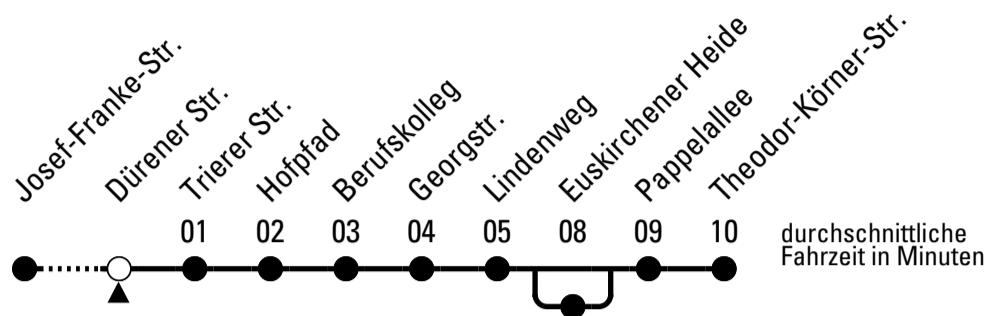 Josef-Franke-Str.
Dürener Str.
Trierer Str.
Hofpfad
Berufskolleg
Georgstr.
Lindenweg
Euskirchener Heide
Pappelallee
Theodor-Körner-Str.
01 02 03 04 05 08 09 10
durchschnittliche
Fahrzeit in Minuten